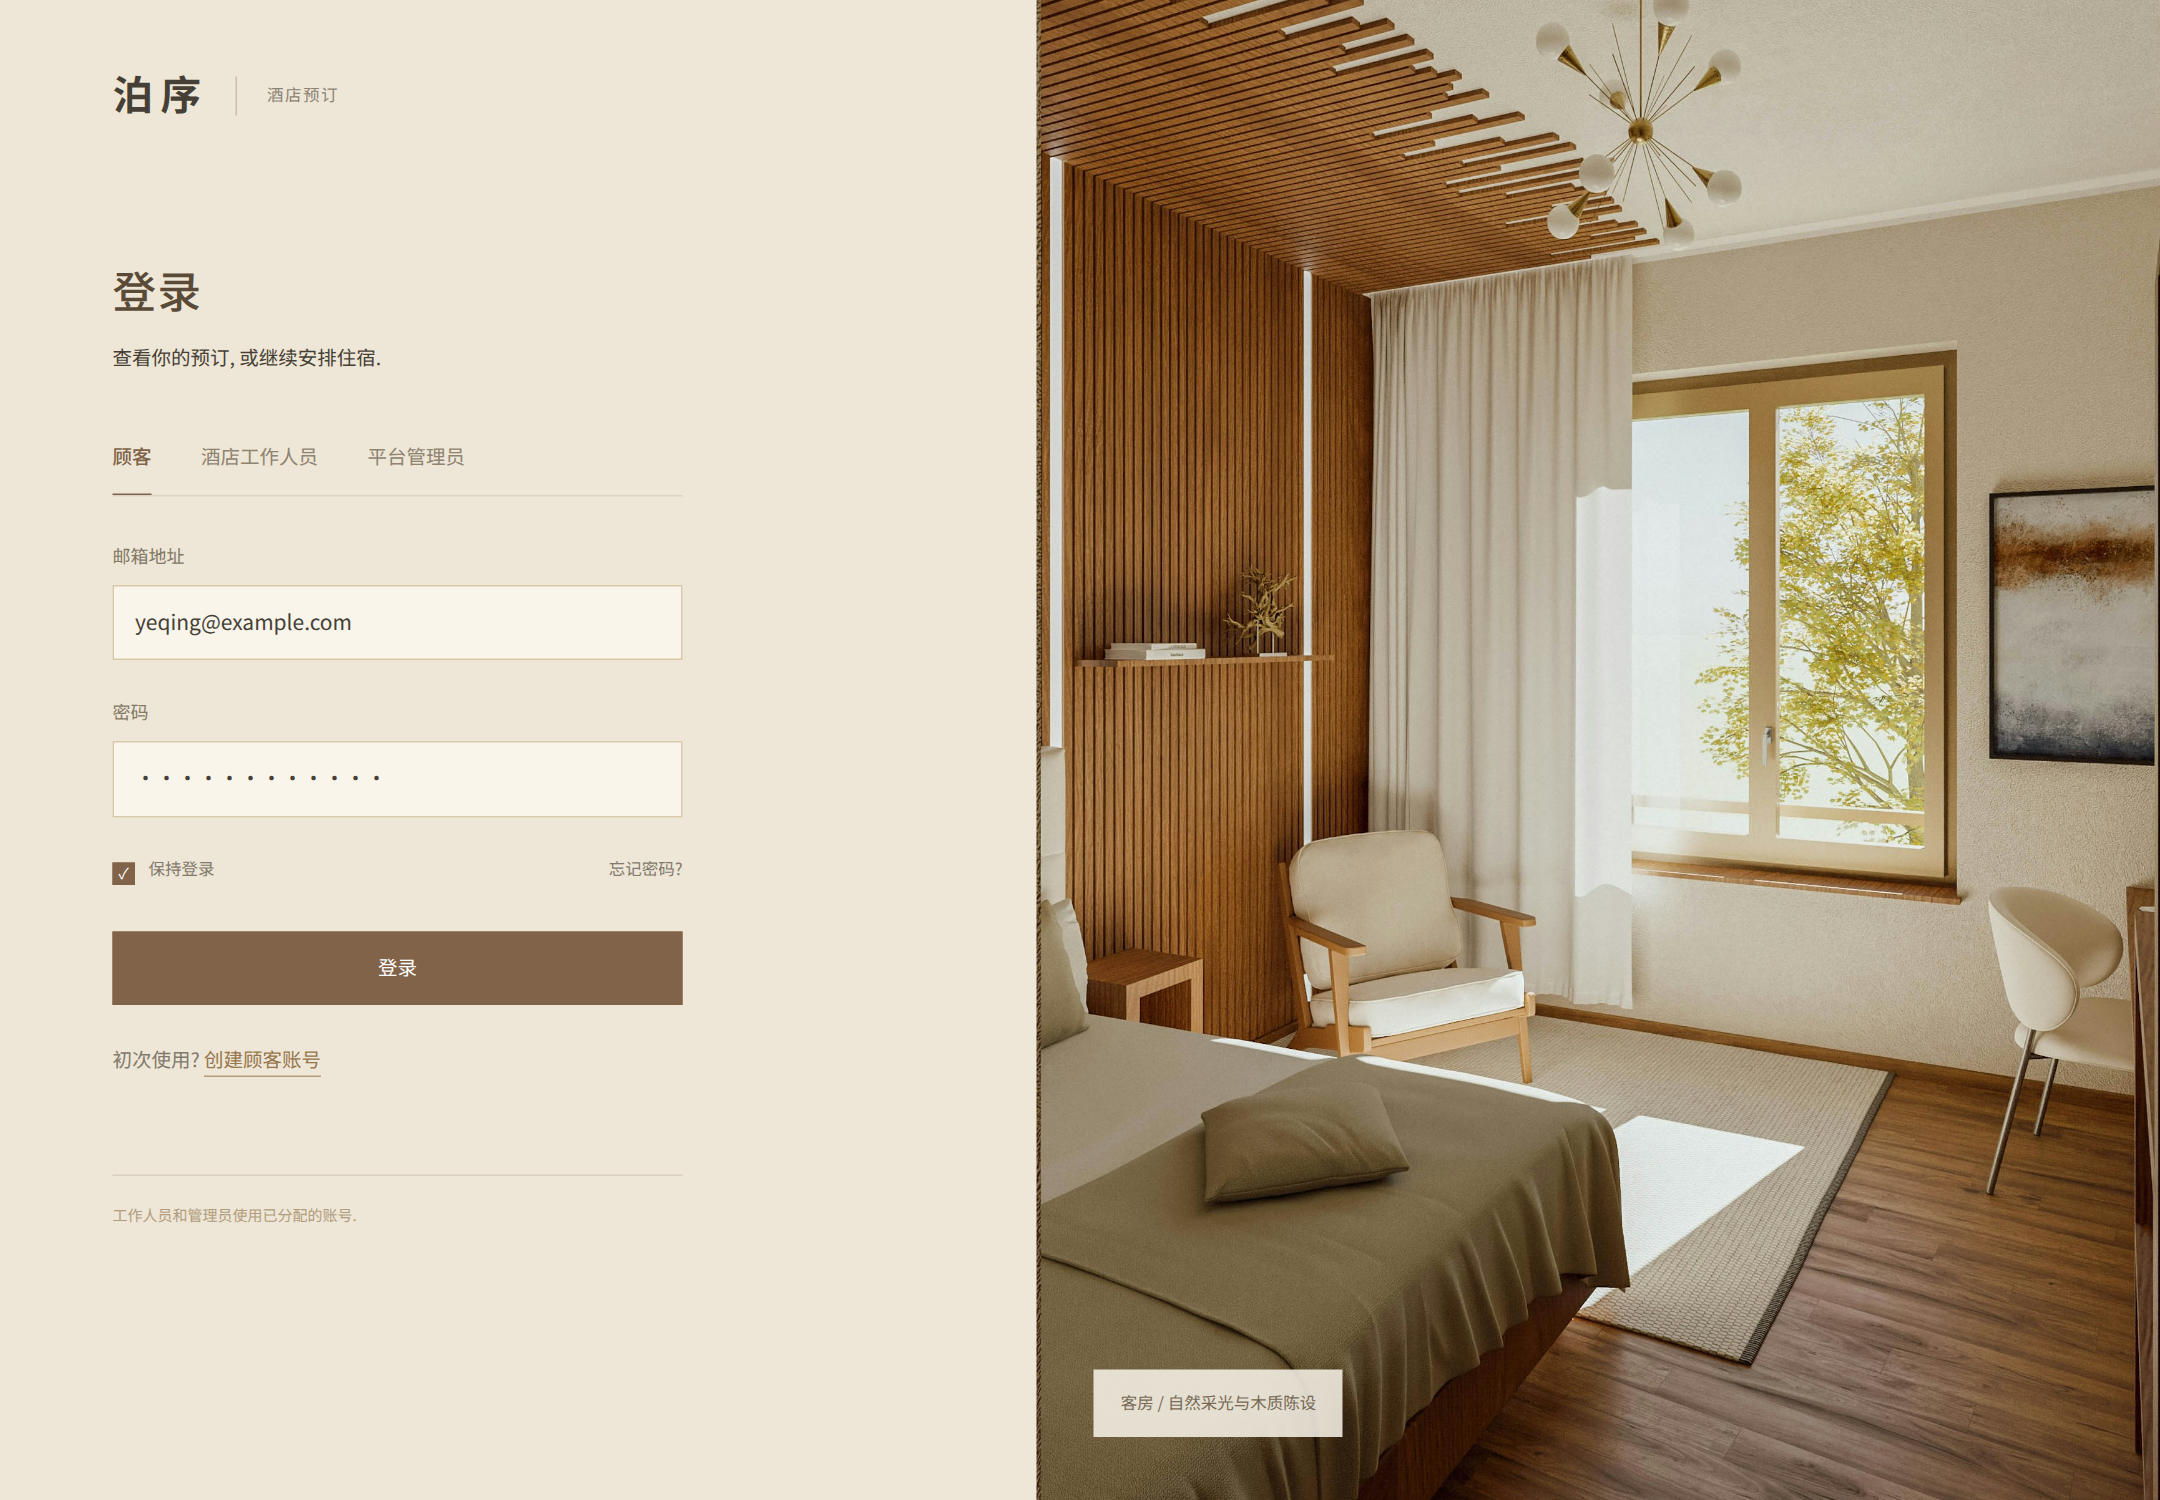 泊序
酒店预订
登录
查看你的预订, 或继续安排住宿.
顾客 酒店工作人员 平台管理员
邮箱地址
yeqing@example.com
密码
• • • • • • • • • • • •
✓ 保持登录 忘记密码?
登录
初次使用? 创建顾客账号
工作人员和管理员使用已分配的账号.
客房 / 自然采光与木质陈设